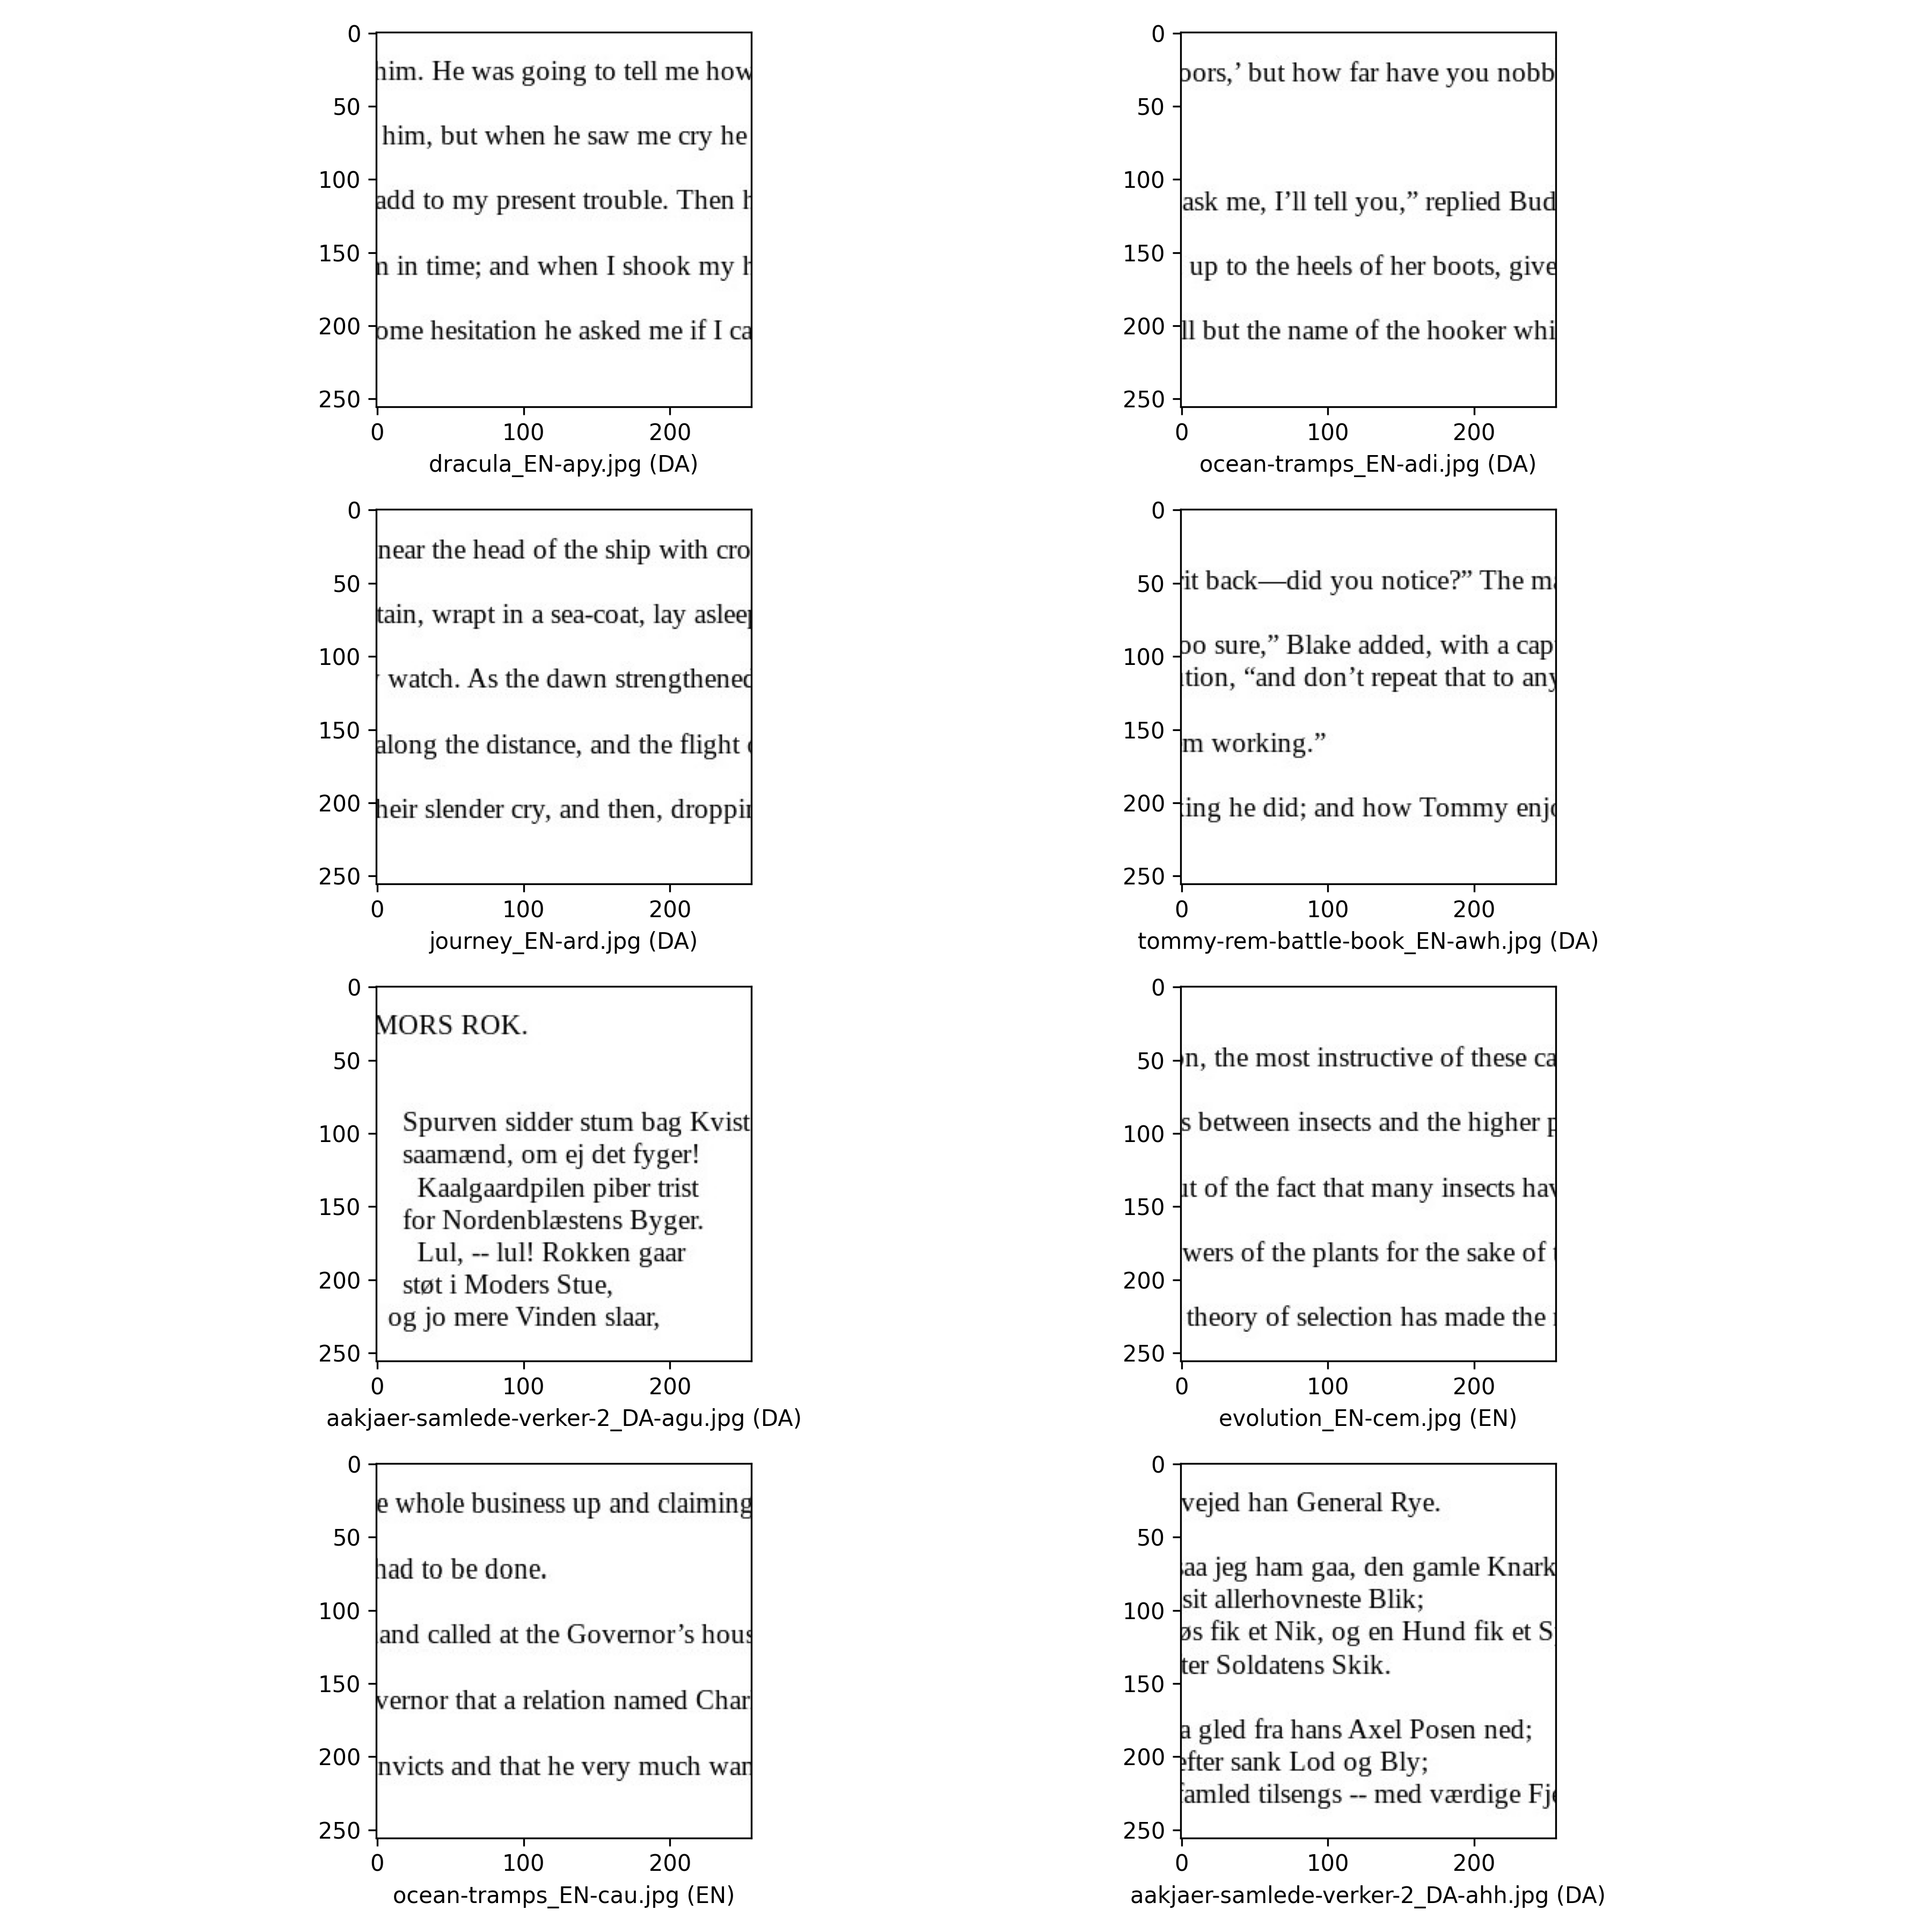 0
50
100
150
200
250
him. He was going to tell me how
him, but when he saw me cry he
add to my present trouble. Then
in time; and when I shook my
ome hesitation he asked me if I ca
0
100
200
dracula_EN-apy.jpg (DA)
0
50
100
150
200
250
oors,’ but how far have you nobb
ask me, I’ll tell you,” replied Bud
up to the heels of her boots, give
ll but the name of the hooker whi
0
100
200
ocean-tramps_EN-adi.jpg (DA)
0
50
100
150
200
250
near the head of the ship with cro
tain, wrapt in a sea-coat, lay asleep
watch. As the dawn strengthened
along the distance, and the flight
heir slender cry, and then, droppin
0
100
200
journey_EN-ard.jpg (DA)
0
50
100
150
200
250
rit back—did you notice?” The ma
oo sure,” Blake added, with a cap
tion, “and don’t repeat that to any
m working.”
ing he did; and how Tommy enjo
0
100
200
tommy-rem-battle-book_EN-awh.jpg (DA)
0
50
100
150
200
250
MORS ROK.
Spurven sidder stum bag Kvist
saamænd, om ej det fyger!
Kaalgaardpilen piber trist
for Nordenblæstens Byger.
Lul, -- lul! Rokken gaar
støt i Moders Stue,
og jo mere Vinden slaar,
0
100
200
aakjaer-samlede-verker-2_DA-agu.jpg (DA)
0
50
100
150
200
250
on, the most instructive of these ca
s between insects and the higher p
ut of the fact that many insects hav
wers of the plants for the sake of
theory of selection has made the
0
100
200
evolution_EN-cem.jpg (EN)
0
50
100
150
200
250
e whole business up and claiming
had to be done.
and called at the Governor’s hous
vernor that a relation named Char
nvicts and that he very much wan
0
100
200
ocean-tramps_EN-cau.jpg (EN)
0
50
100
150
200
250
vejed han General Rye.
saa jeg ham gaa, den gamle Knark
sit allerhovneste Blik;
øs fik et Nik, og en Hund fik et S
ter Soldatens Skik.
a gled fra hans Axel Posen ned;
efter sank Lod og Bly;
famled tilsengs -- med værdige Fje
0
100
200
aakjaer-samlede-verker-2_DA-ahh.jpg (DA)